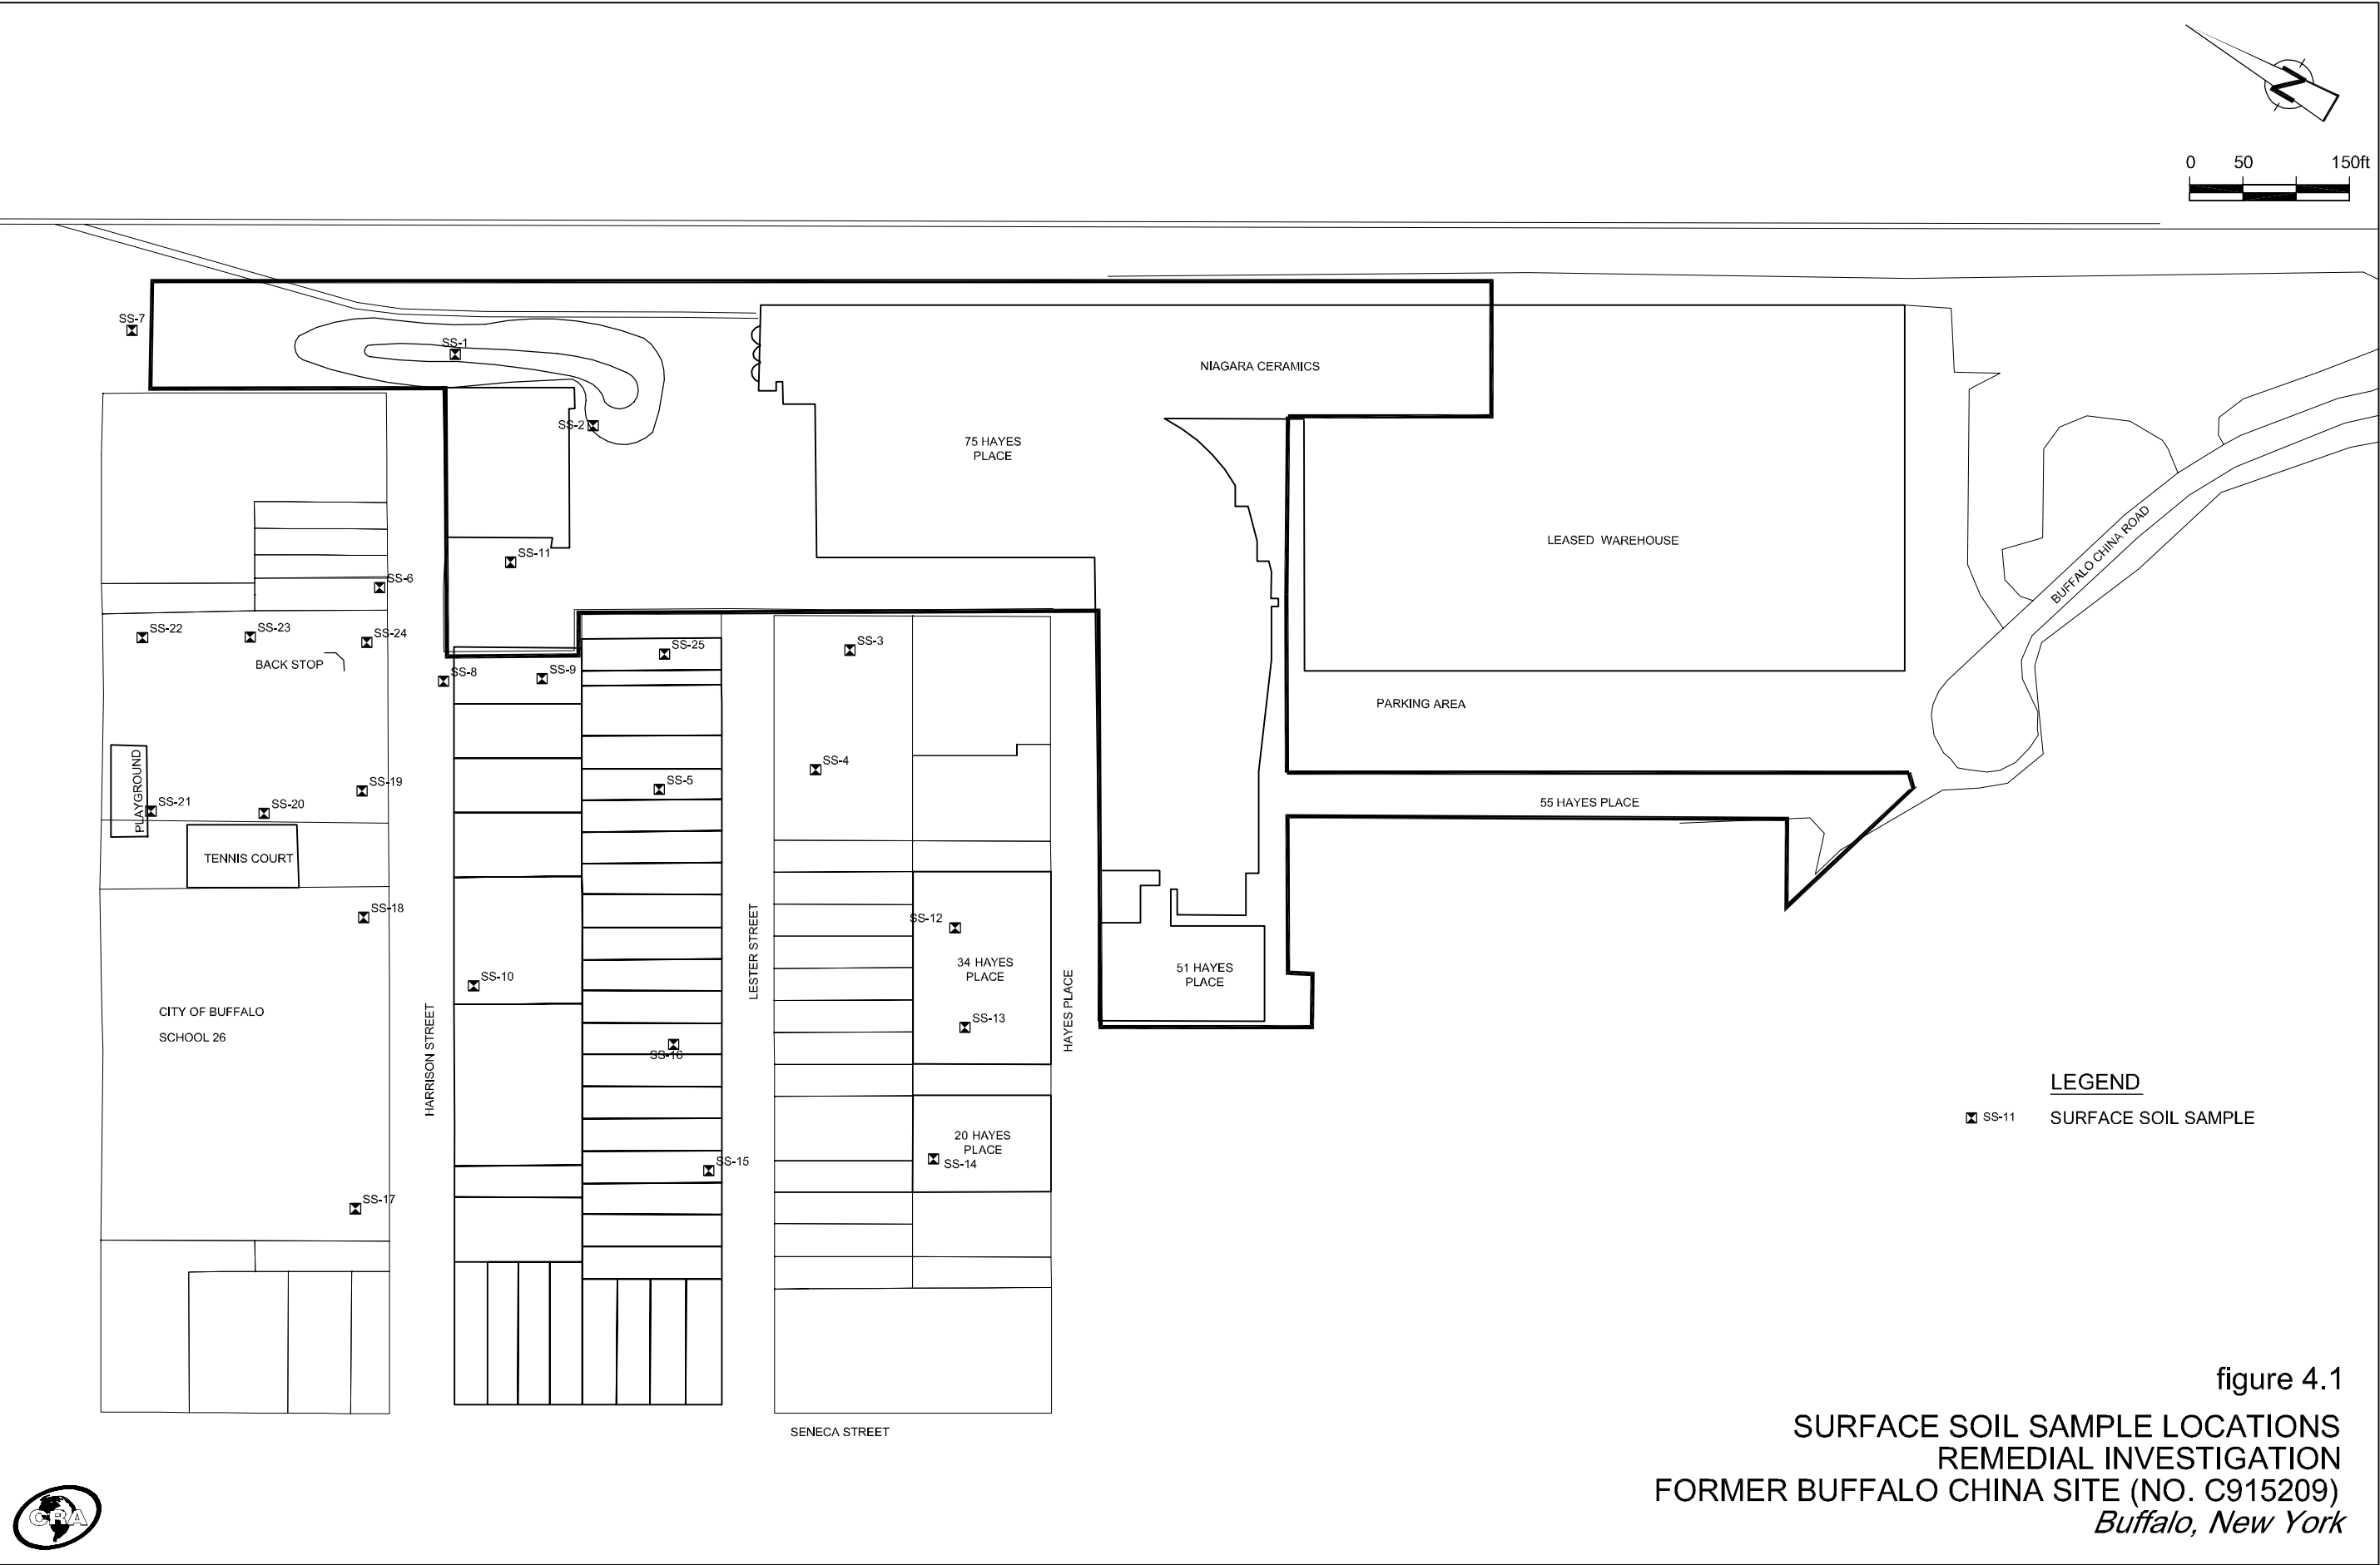 N
0 50 150ft
SS-7
SS-1
NIAGARA CERAMICS
SS-2
75 HAYES
PLACE
LEASED WAREHOUSE
BUFFALO CHINA ROAD
SS-11
SS-6
SS-22
SS-23
SS-24
BACK STOP
SS-25
SS-3
SS-8
SS-9
PARKING AREA
PLAYGROUND
SS-4
SS-19
SS-5
SS-21
SS-20
55 HAYES PLACE
TENNIS COURT
SS-18
SS-12
LESTER STREET
34 HAYES
PLACE
51 HAYES
PLACE
SS-10
HAYES PLACE
CITY OF BUFFALO
SCHOOL 26
HARRISON STREET
SS-13
SS-16
20 HAYES
PLACE
SS-14
SS-15
SS-17
SENECA STREET
LEGEND
SS-11 SURFACE SOIL SAMPLE
figure 4.1
SURFACE SOIL SAMPLE LOCATIONS
REMEDIAL INVESTIGATION
FORMER BUFFALO CHINA SITE (NO. C915209)
Buffalo, New York
CRA